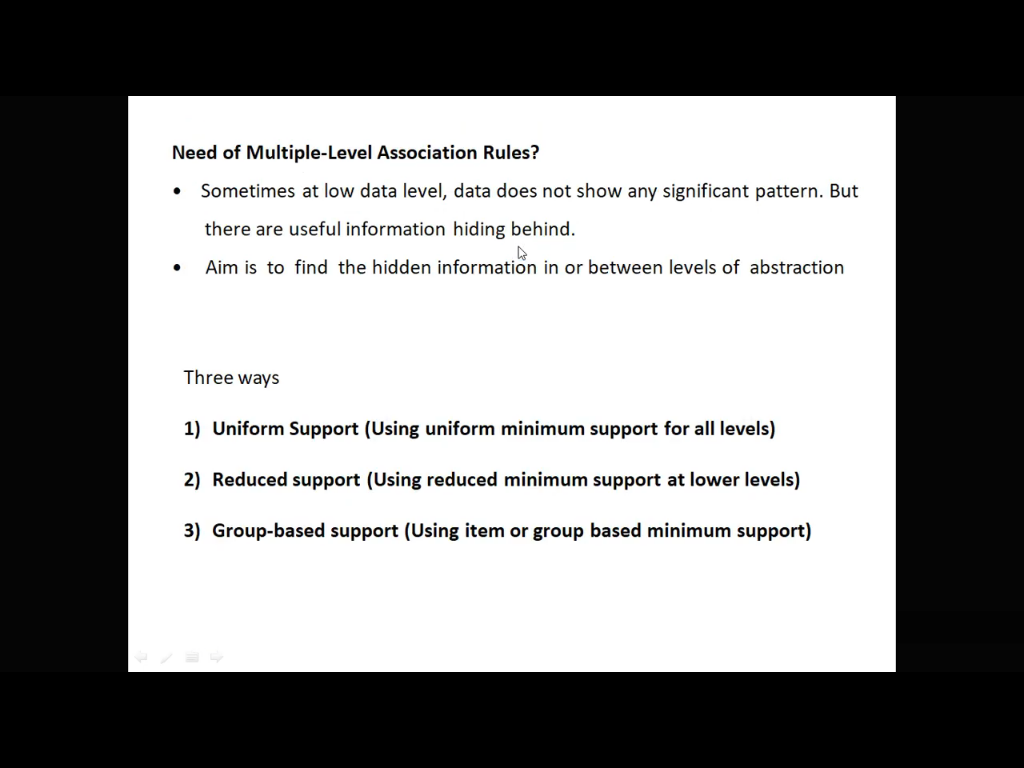 Need of Multiple-Level Association Rules?
• Sometimes at low data level, data does not show any significant pattern. But
there are useful information hiding behind.
• Aim is to find the hidden information in or between levels of abstraction
Three ways
1) Uniform Support (Using uniform minimum support for all levels)
2) Reduced support (Using reduced minimum support at lower levels)
3) Group-based support (Using item or group based minimum support)